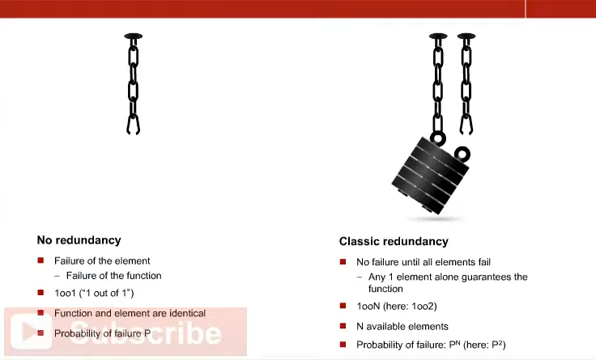 No redundancy
Failure of the element
– Failure of the function
1oo1 ("1 out of 1")
Function and element are identical
Probability of failure P
Subscribe
Classic redundancy
No failure until all elements fail
– Any 1 element alone guarantees the
function
1ooN (here: 1oo2)
N available elements
Probability of failure: Pᴺ (here: P²)